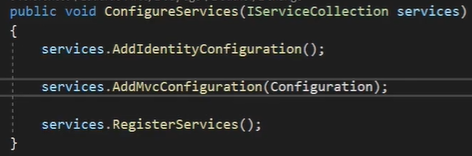 public void ConfigureServices(IServiceCollection services)
{
services.AddIdentityConfiguration();
services.AddMvcConfiguration(Configuration);
services.RegisterServices();
}